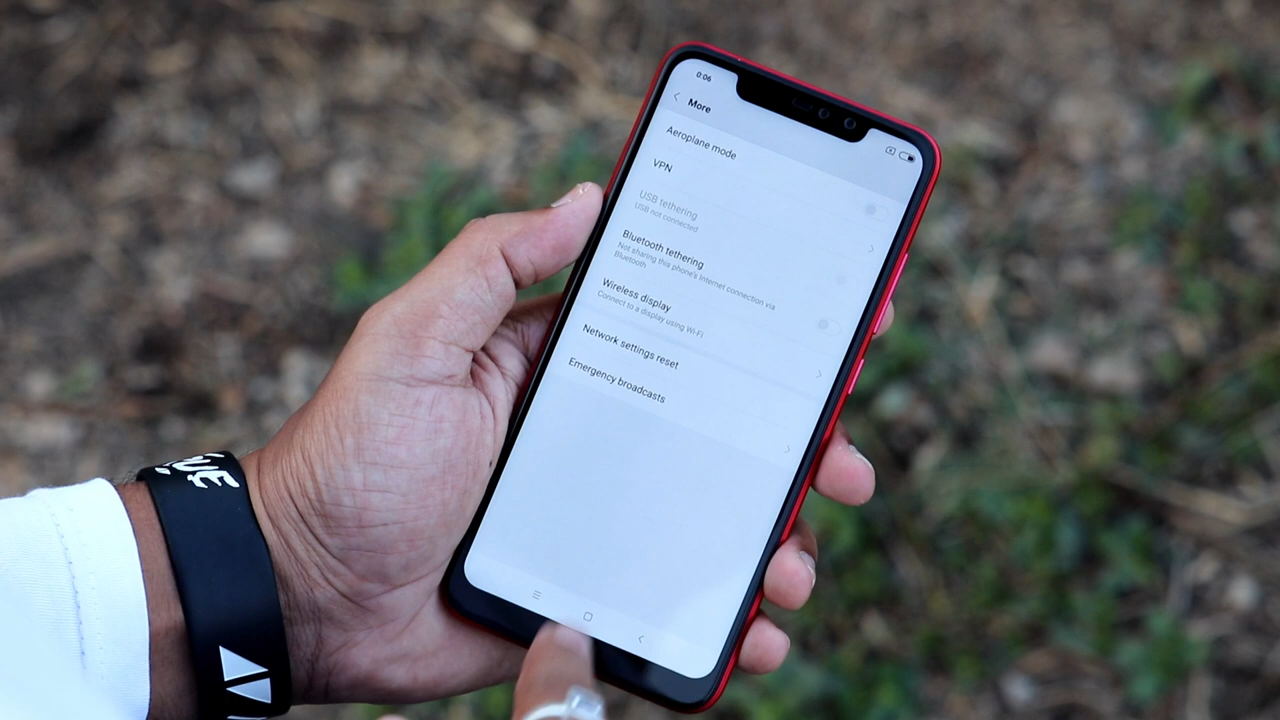 0:06
More
Aeroplane mode
VPN
USB tethering
USB not connected
Bluetooth tethering
Not sharing this phone's Internet connection via
Bluetooth
Wireless display
Connect to a display using Wi-Fi
Network settings reset
Emergency broadcasts